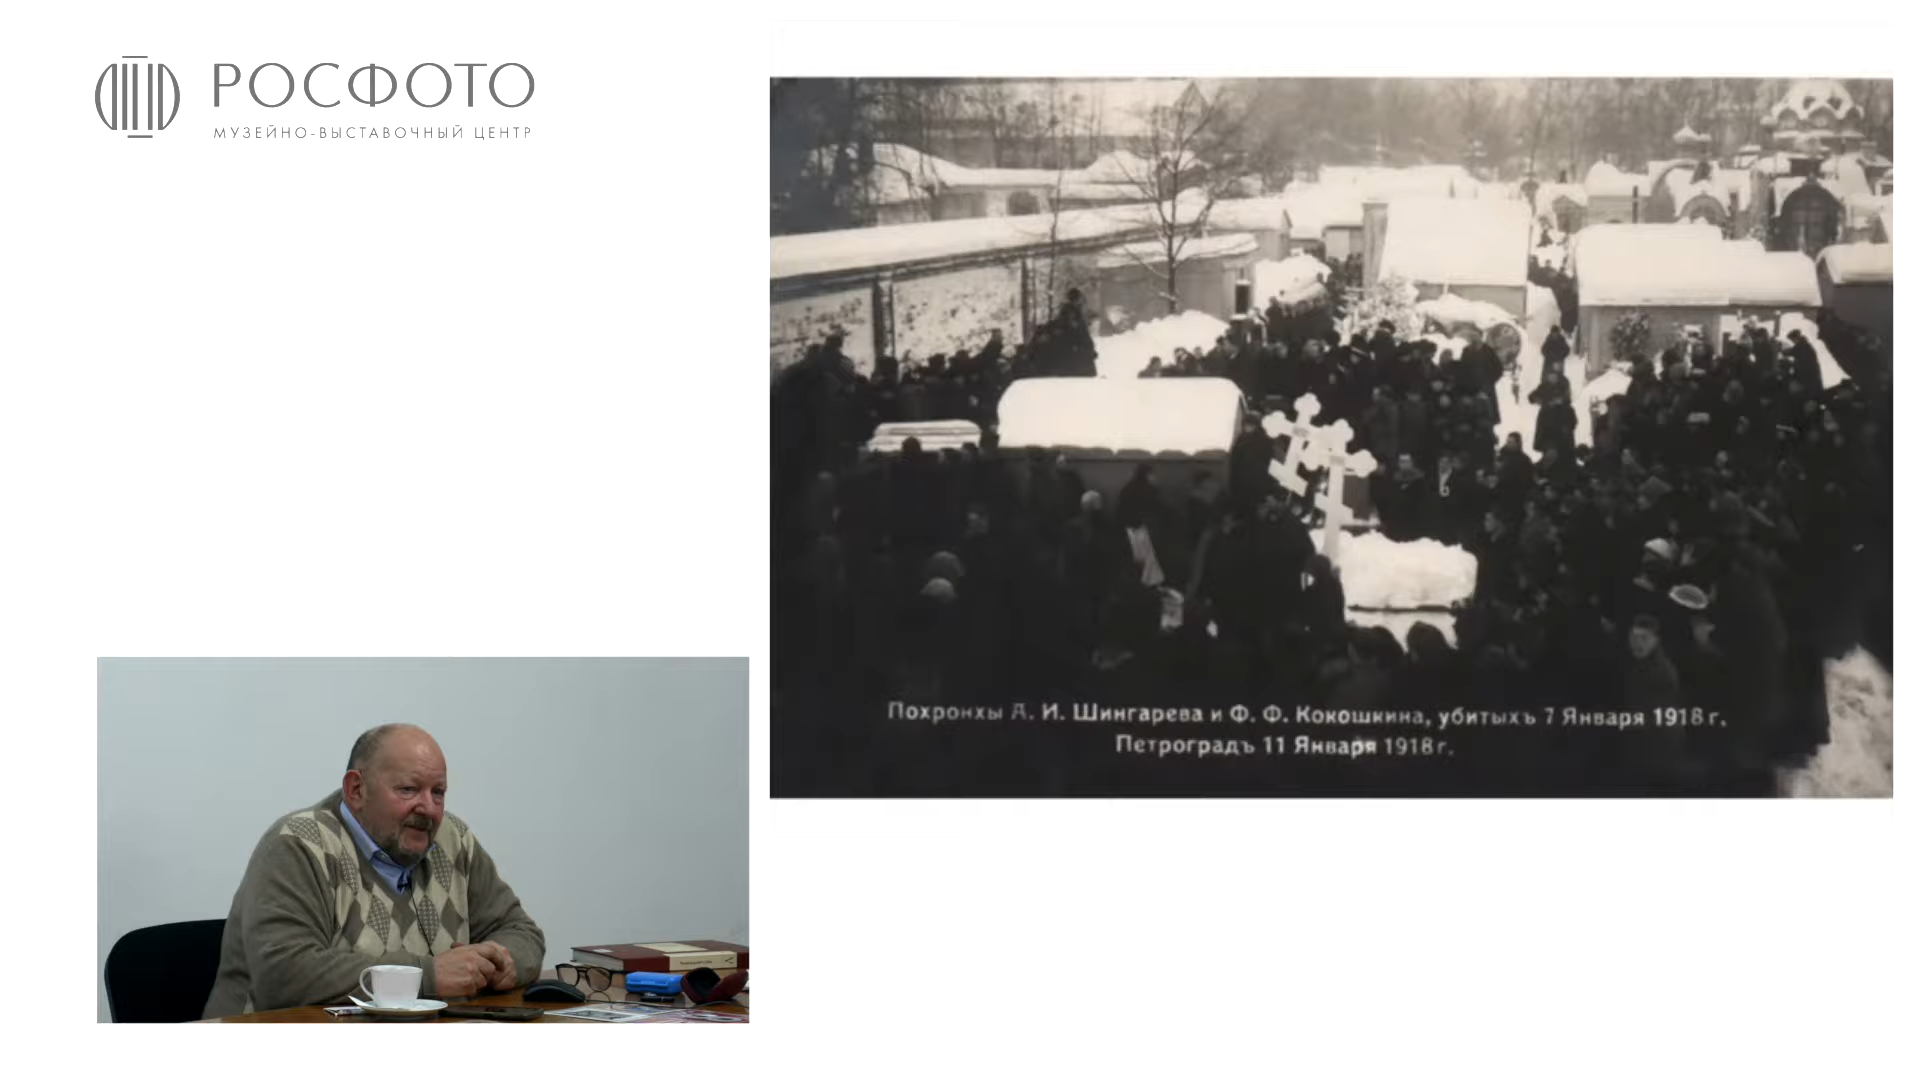 РОСФОТО
МУЗЕЙНО-ВЫСТАВОЧНЫЙ ЦЕНТР
Похронхы А. И. Шингарева и Ф. Ф. Кокошкина, убитыхъ 7 Января 1918 г.
Петроградъ 11 Января 1918 г.